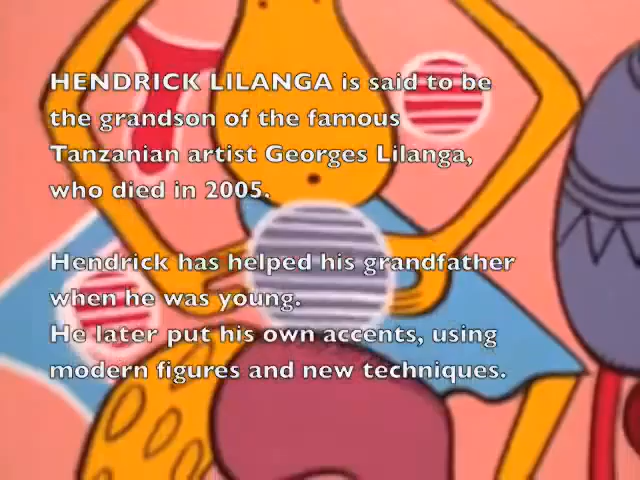 HENDRICK LILANGA is said to be
the grandson of the famous
Tanzanian artist Georges Lilanga,
who died in 2005.
Hendrick has helped his grandfather
when he was young.
He later put his own accents, using
modern figures and new techniques.